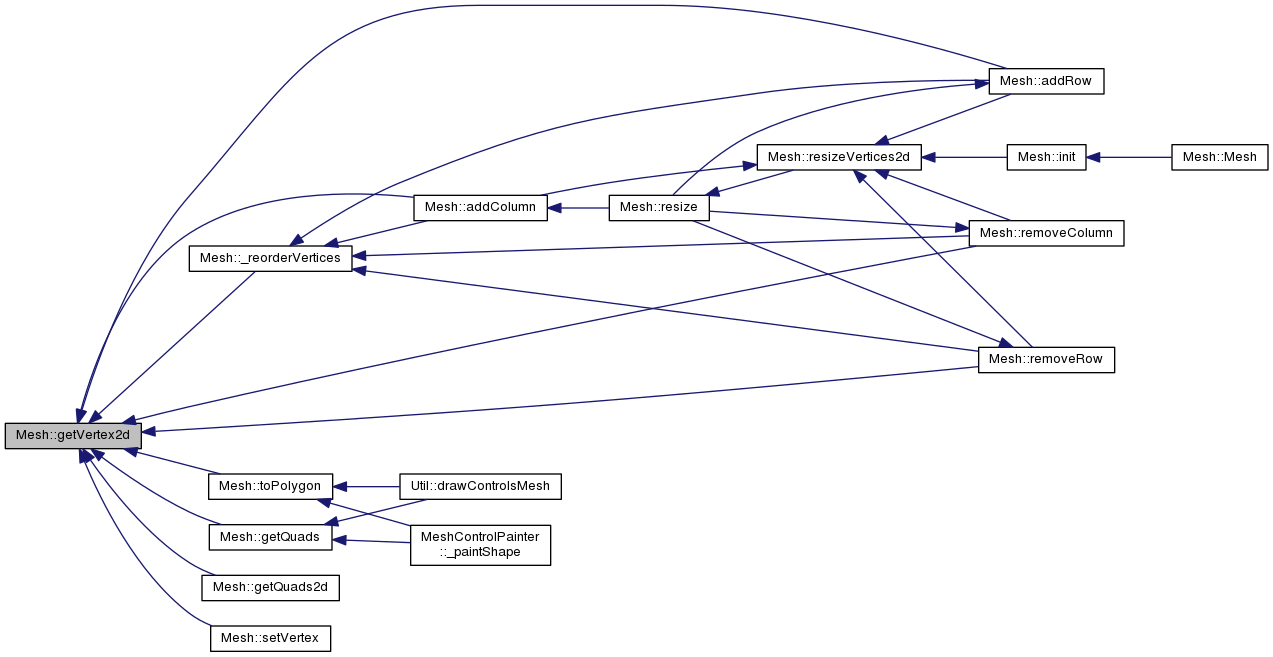 Mesh::addRow
Mesh::resizeVertices2d
Mesh::init
Mesh::Mesh
Mesh::addColumn
Mesh::resize
Mesh::removeColumn
Mesh::_reorderVertices
Mesh::removeRow
Mesh::getVertex2d
Mesh::toPolygon
Util::drawControlsMesh
Mesh::getQuads
MeshControlPainter
::_paintShape
Mesh::getQuads2d
Mesh::setVertex